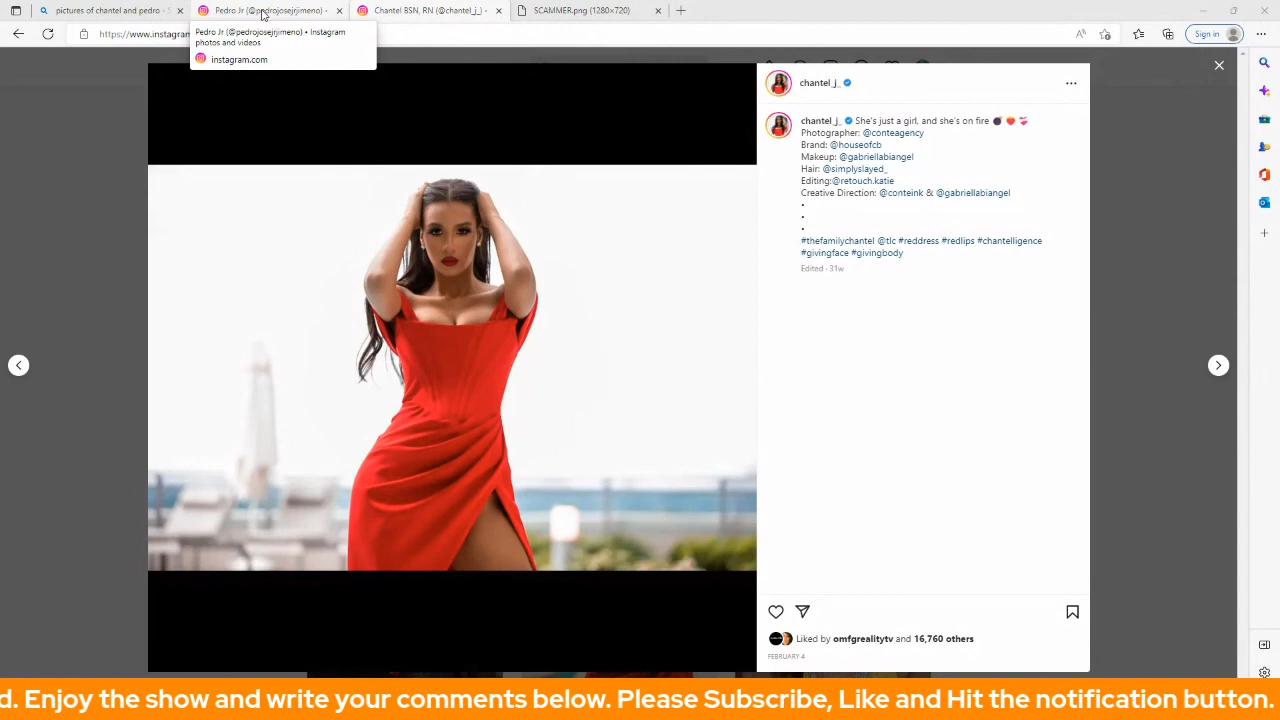 pictures of chantel and pedro - S
Pedro Jr (@pedrojosejrjimeno) •
Chantel BSN, RN (@chantel_j_) •
SCAMMER.png (1280×720)
https://www.instagram
Sign in
Pedro Jr (@pedrojosejrjimeno) • Instagram
photos and videos
instagram.com
chantel_j_
chantel_j_ She's just a girl, and she's on fire 💣 ❤️‍🔥 ❤️‍🩹
Photographer: @conteagency
Brand: @houseofcb
Makeup: @gabriellabiangel
Hair: @simplyslayed_
Editing:@retouch.katie
Creative Direction: @conteink & @gabriellabiangel
•
•
•
#thefamilychantel @tlc #reddress #redlips #chantelligence
#givingface #givingbody
Edited · 31w
Liked by omfgrealitytv and 16,760 others
FEBRUARY 4
d. Enjoy the show and write your comments below. Please Subscribe, Like and Hit the notification button.